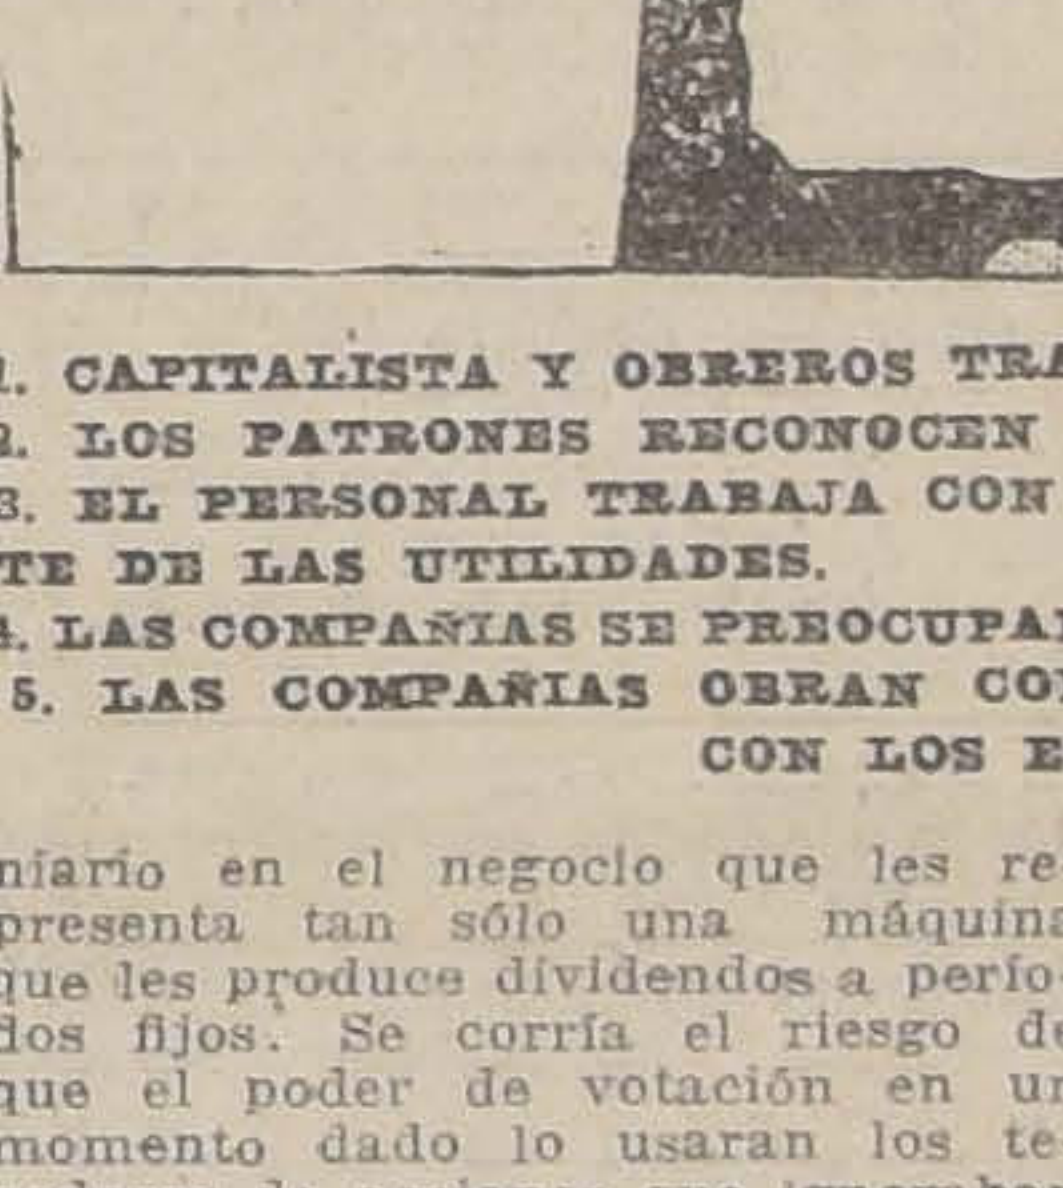 1. CAPITALISTA Y OBREROS TRA
2. LOS PATRONES RECONOCEN
3. EL PERSONAL TRABAJA CON
TE DE LAS UTILIDADES.
4. LAS COMPAÑIAS SE PREOCUPA
5. LAS COMPAÑIAS OBRAN CO
CON LOS E
niario en el negocio que les re
presenta tan sólo una máquina
que les produce dividendos a perío
dos fijos. Se corría el riesgo de
que el poder de votación en un
momento dado lo usaran los te